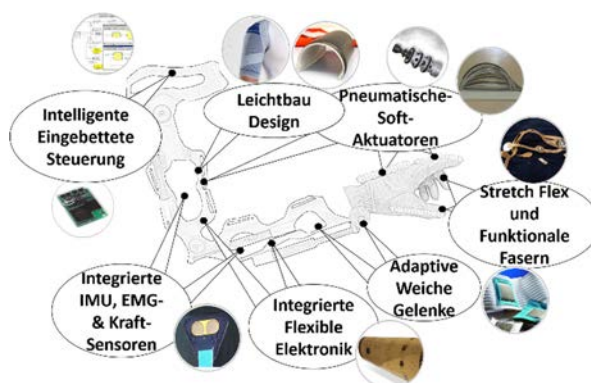 Intelligente
Eingebettete
Steuerung
Leichtbau
Design
Pneumatische-
Soft-
Aktuatoren
Stretch Flex
und
Funktionale
Fasern
Adaptive
Weiche
Gelenke
Integrierte
Flexible
Elektronik
Integrierte
IMU, EMG-
& Kraft-
Sensoren